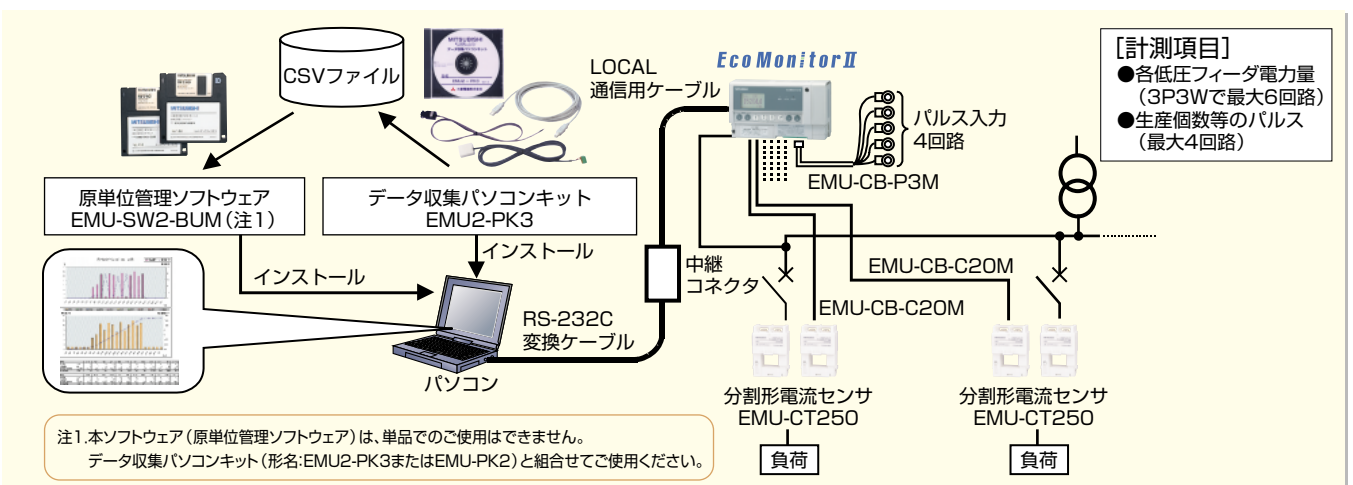 CSVファイル
LOCAL
通信用ケーブル
EcoMonitorⅡ
[計測項目]
●各低圧フィーダ電力量
（3P3Wで最大6回路）
●生産個数等のパルス
（最大4回路）
パルス入力
4回路
EMU-CB-P3M
原単位管理ソフトウェア
EMU-SW2-BUM（注1）
データ収集パソコンキット
EMU2-PK3
インストール
インストール
中継
コネクタ
EMU-CB-C20M
EMU-CB-C20M
RS-232C
変換ケーブル
パソコン
分割形電流センサ
EMU-CT250
分割形電流センサ
EMU-CT250
負荷
負荷
注1.本ソフトウェア（原単位管理ソフトウェア）は、単品でのご使用はできません。
データ収集パソコンキット（形名:EMU2-PK3またはEMU-PK2）と組合せてご使用ください。